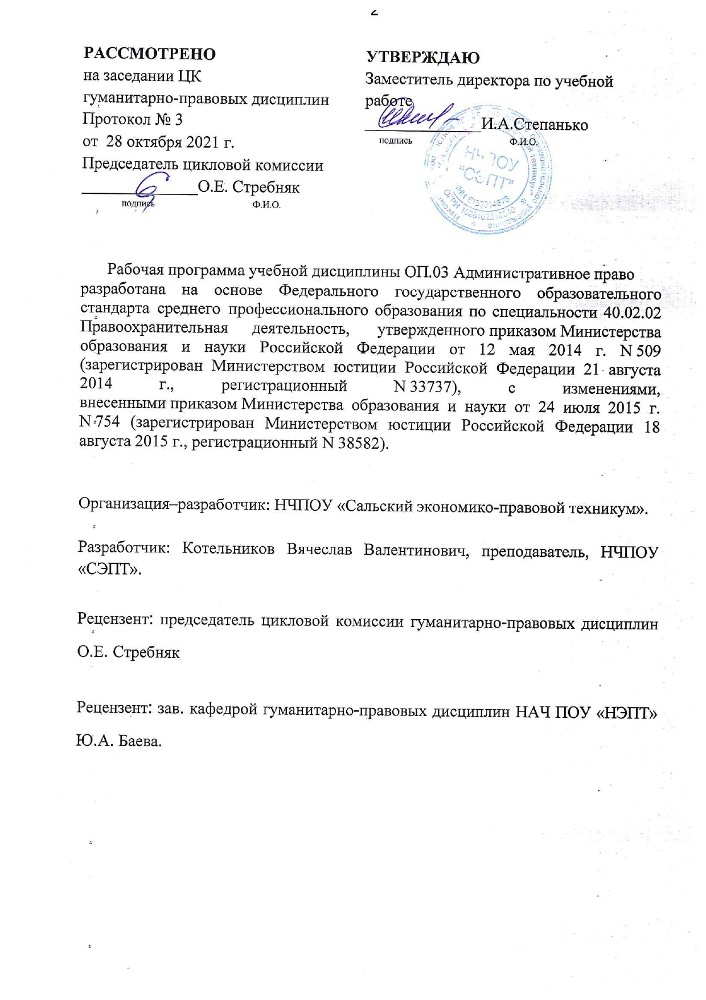 2
РАССМОТРЕНО
на заседании ЦК
гуманитарно-правовых дисциплин
Протокол № 3
от 28 октября 2021 г.
Председатель цикловой комиссии
О.Е. Стребняк
подпись Ф.И.О.
УТВЕРЖДАЮ
Заместитель директора по учебной
работе
И.А.Степанько
подпись Ф.И.О.
НЧ ПОУ
"СЭПТ"
Рабочая программа учебной дисциплины ОП.03 Административное право
разработана на основе Федерального государственного образовательного
стандарта среднего профессионального образования по специальности 40.02.02
Правоохранительная деятельность, утвержденного приказом Министерства
образования и науки Российской Федерации от 12 мая 2014 г. N 509
(зарегистрирован Министерством юстиции Российской Федерации 21 августа
2014 г., регистрационный N 33737), с изменениями,
внесенными приказом Министерства образования и науки от 24 июля 2015 г.
N 754 (зарегистрирован Министерством юстиции Российской Федерации 18
августа 2015 г., регистрационный N 38582).
Организация–разработчик: НЧПОУ «Сальский экономико-правовой техникум».
Разработчик: Котельников Вячеслав Валентинович, преподаватель, НЧПОУ
«СЭПТ».
Рецензент: председатель цикловой комиссии гуманитарно-правовых дисциплин
О.Е. Стребняк
Рецензент: зав. кафедрой гуманитарно-правовых дисциплин НАЧ ПОУ «НЭПТ»
Ю.А. Баева.